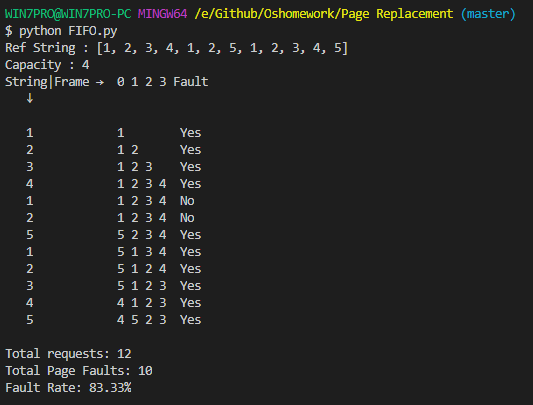 WIN7PRO@WIN7PRO-PC MINGW64 /e/Github/Oshomework/Page Replacement (master)
$ python FIFO.py
Ref String : [1, 2, 3, 4, 1, 2, 5, 1, 2, 3, 4, 5]
Capacity : 4
String|Frame → 0 1 2 3 Fault
↓
1 1 Yes
2 1 2 Yes
3 1 2 3 Yes
4 1 2 3 4 Yes
1 1 2 3 4 No
2 1 2 3 4 No
5 5 2 3 4 Yes
1 5 1 3 4 Yes
2 5 1 2 4 Yes
3 5 1 2 3 Yes
4 4 1 2 3 Yes
5 4 5 2 3 Yes
Total requests: 12
Total Page Faults: 10
Fault Rate: 83.33%